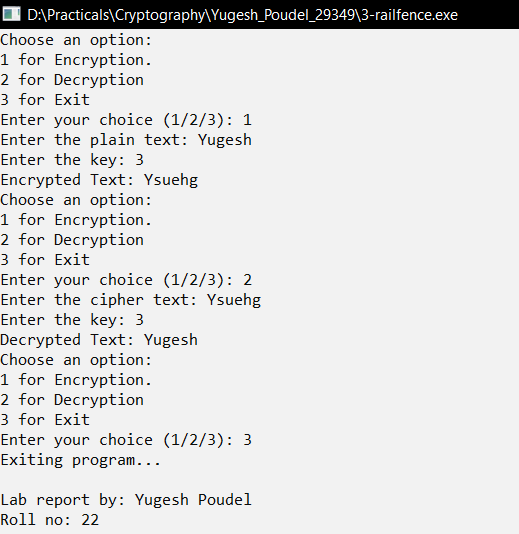 D:\Practicals\Cryptography\Yugesh_Poudel_29349\3-railfence.exe
Choose an option:
1 for Encryption.
2 for Decryption
3 for Exit
Enter your choice (1/2/3): 1
Enter the plain text: Yugesh
Enter the key: 3
Encrypted Text: Ysuehg
Choose an option:
1 for Encryption.
2 for Decryption
3 for Exit
Enter your choice (1/2/3): 2
Enter the cipher text: Ysuehg
Enter the key: 3
Decrypted Text: Yugesh
Choose an option:
1 for Encryption.
2 for Decryption
3 for Exit
Enter your choice (1/2/3): 3
Exiting program...
Lab report by: Yugesh Poudel
Roll no: 22